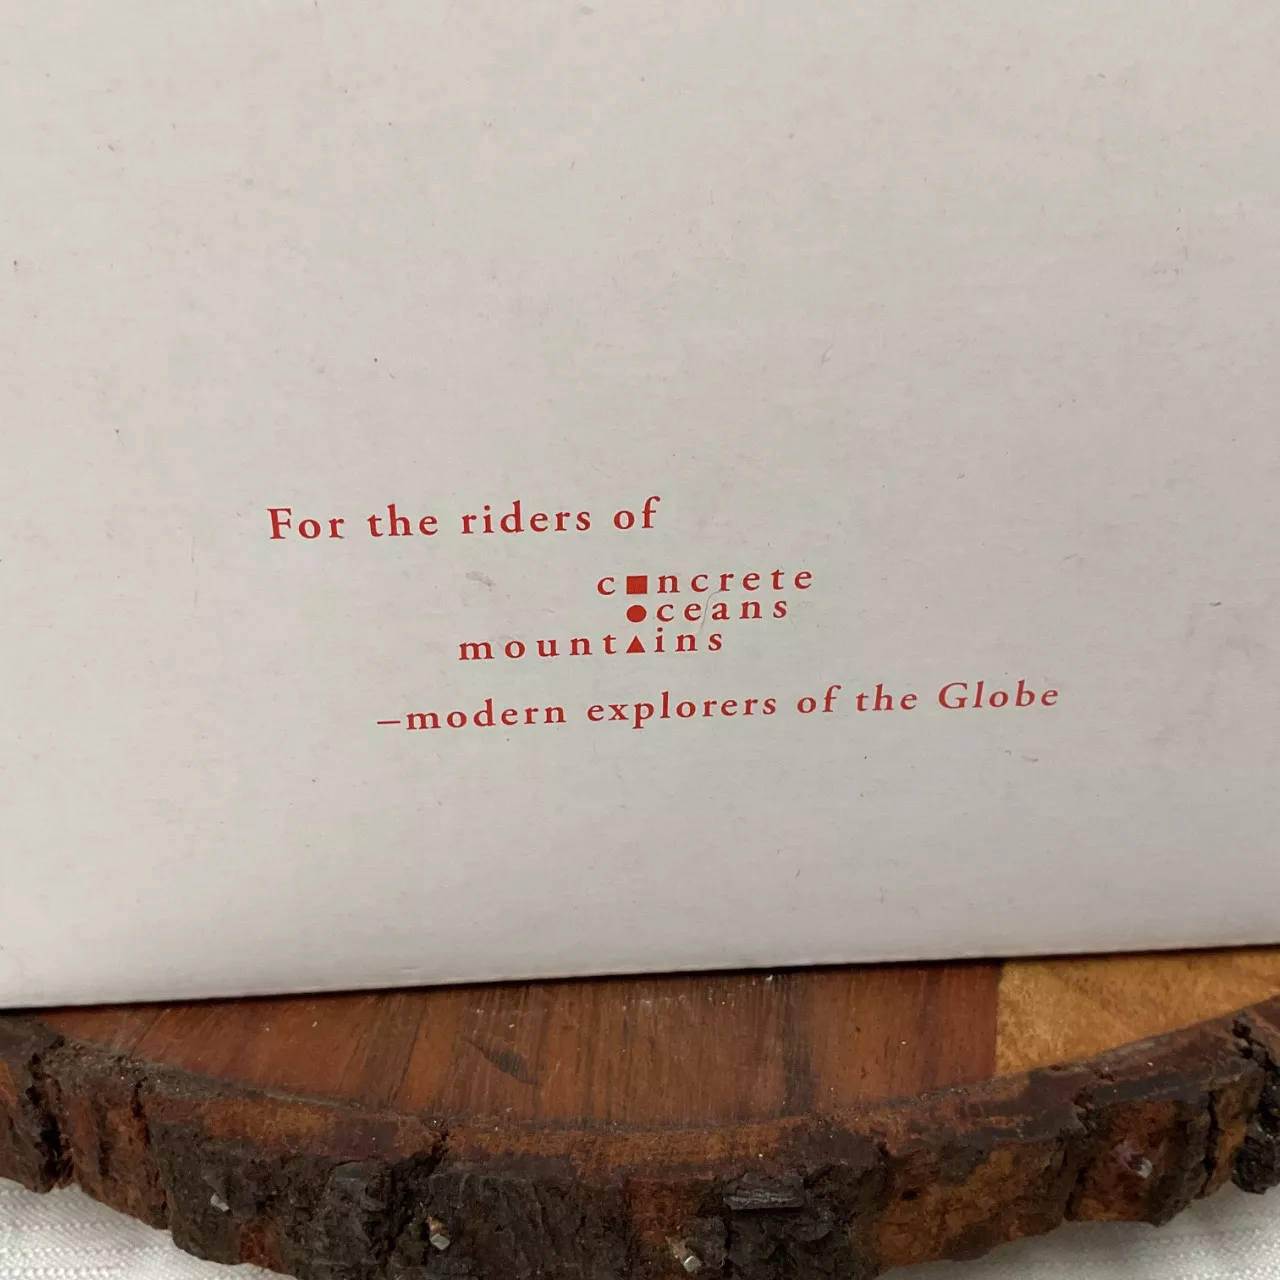 For the riders of
c■ncrete
●ceans
mount▲ins
–modern explorers of the Globe